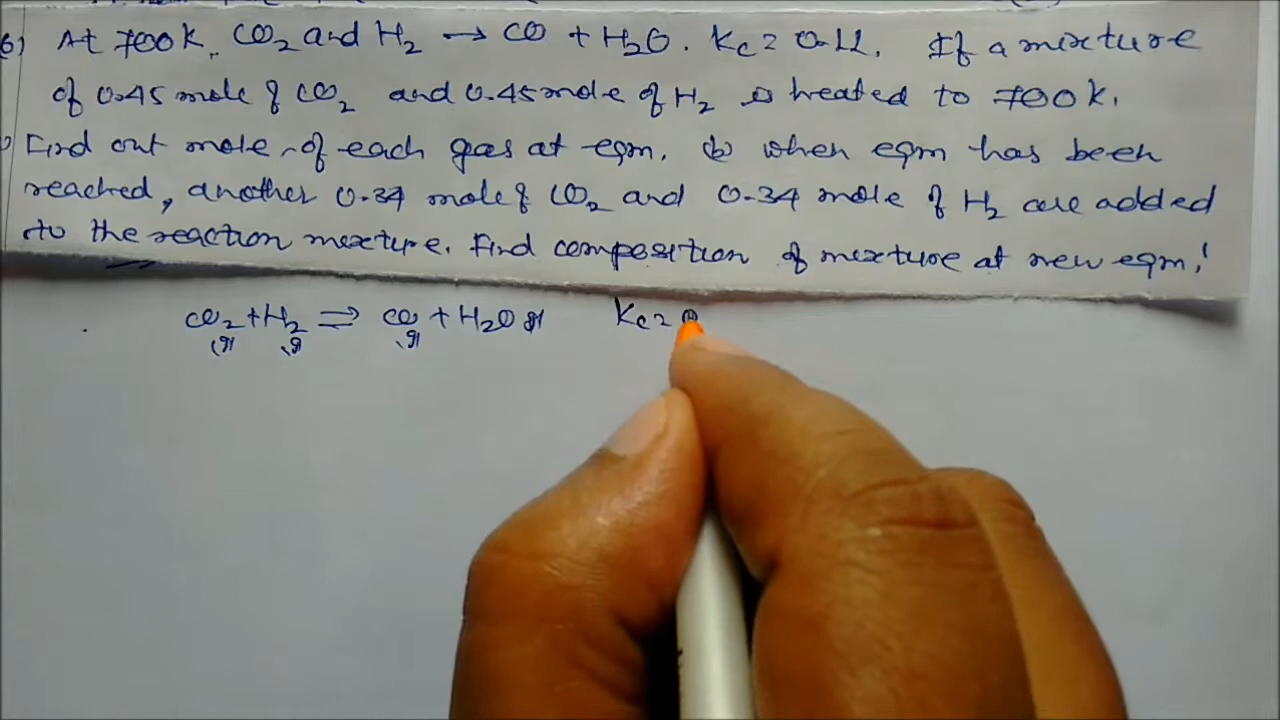 6) At 700k, CO2 and H2 → CO + H2O. Kc = 0.11. If a mixture
of 0.45 mole of CO2 and 0.45 mole of H2 is heated to 700k.
Find out mole of each gas at eqm. (b) when eqm has been
reached, another 0.34 mole of CO2 and 0.34 mole of H2 are added
to the reaction mixture. Find composition of mixture at new eqm!
CO2 + H2 ⇌ CO + H2O (g) Kc = 0
(g) (g) (g)